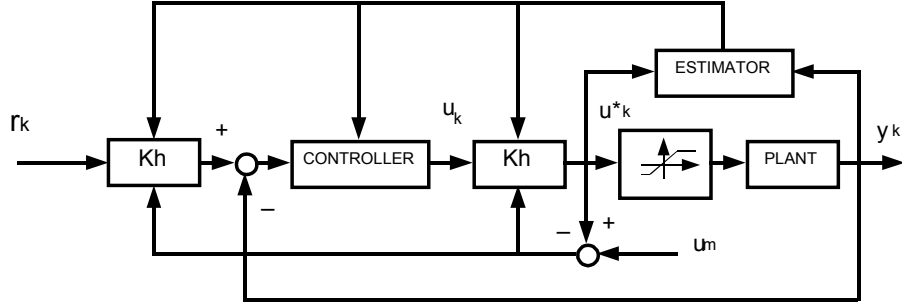 ESTIMATOR
rk
+
uk
u*k
yk
Kh
CONTROLLER
Kh
PLANT
–
–
+
um